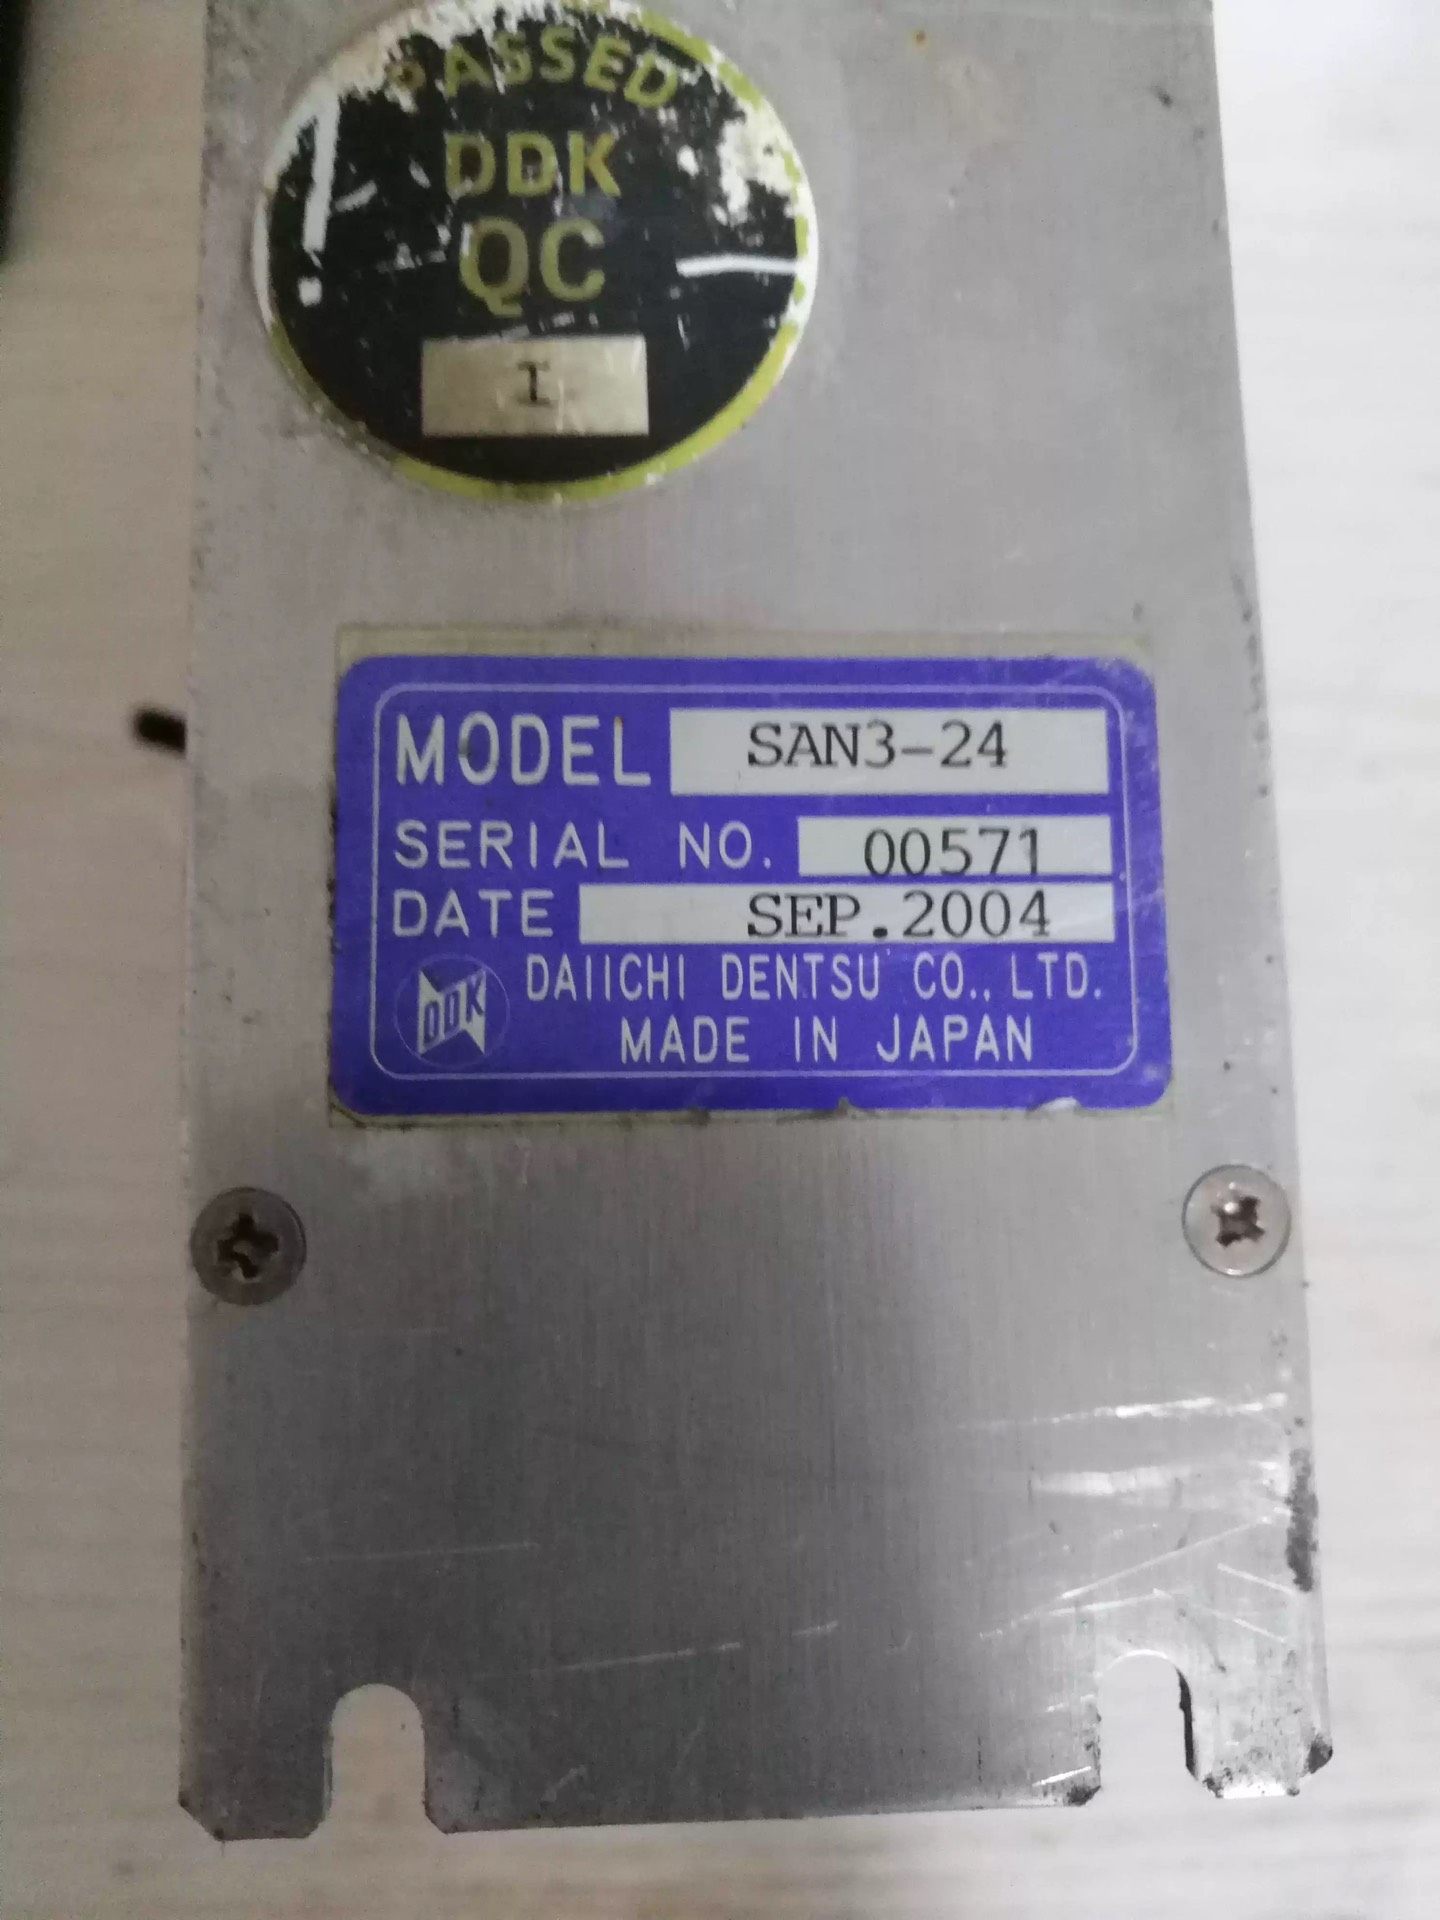 PASSED
DDK
QC
I
MODEL SAN3-24
SERIAL NO. 00571
DATE SEP.2004
DDK DAIICHI DENTSU CO., LTD.
MADE IN JAPAN